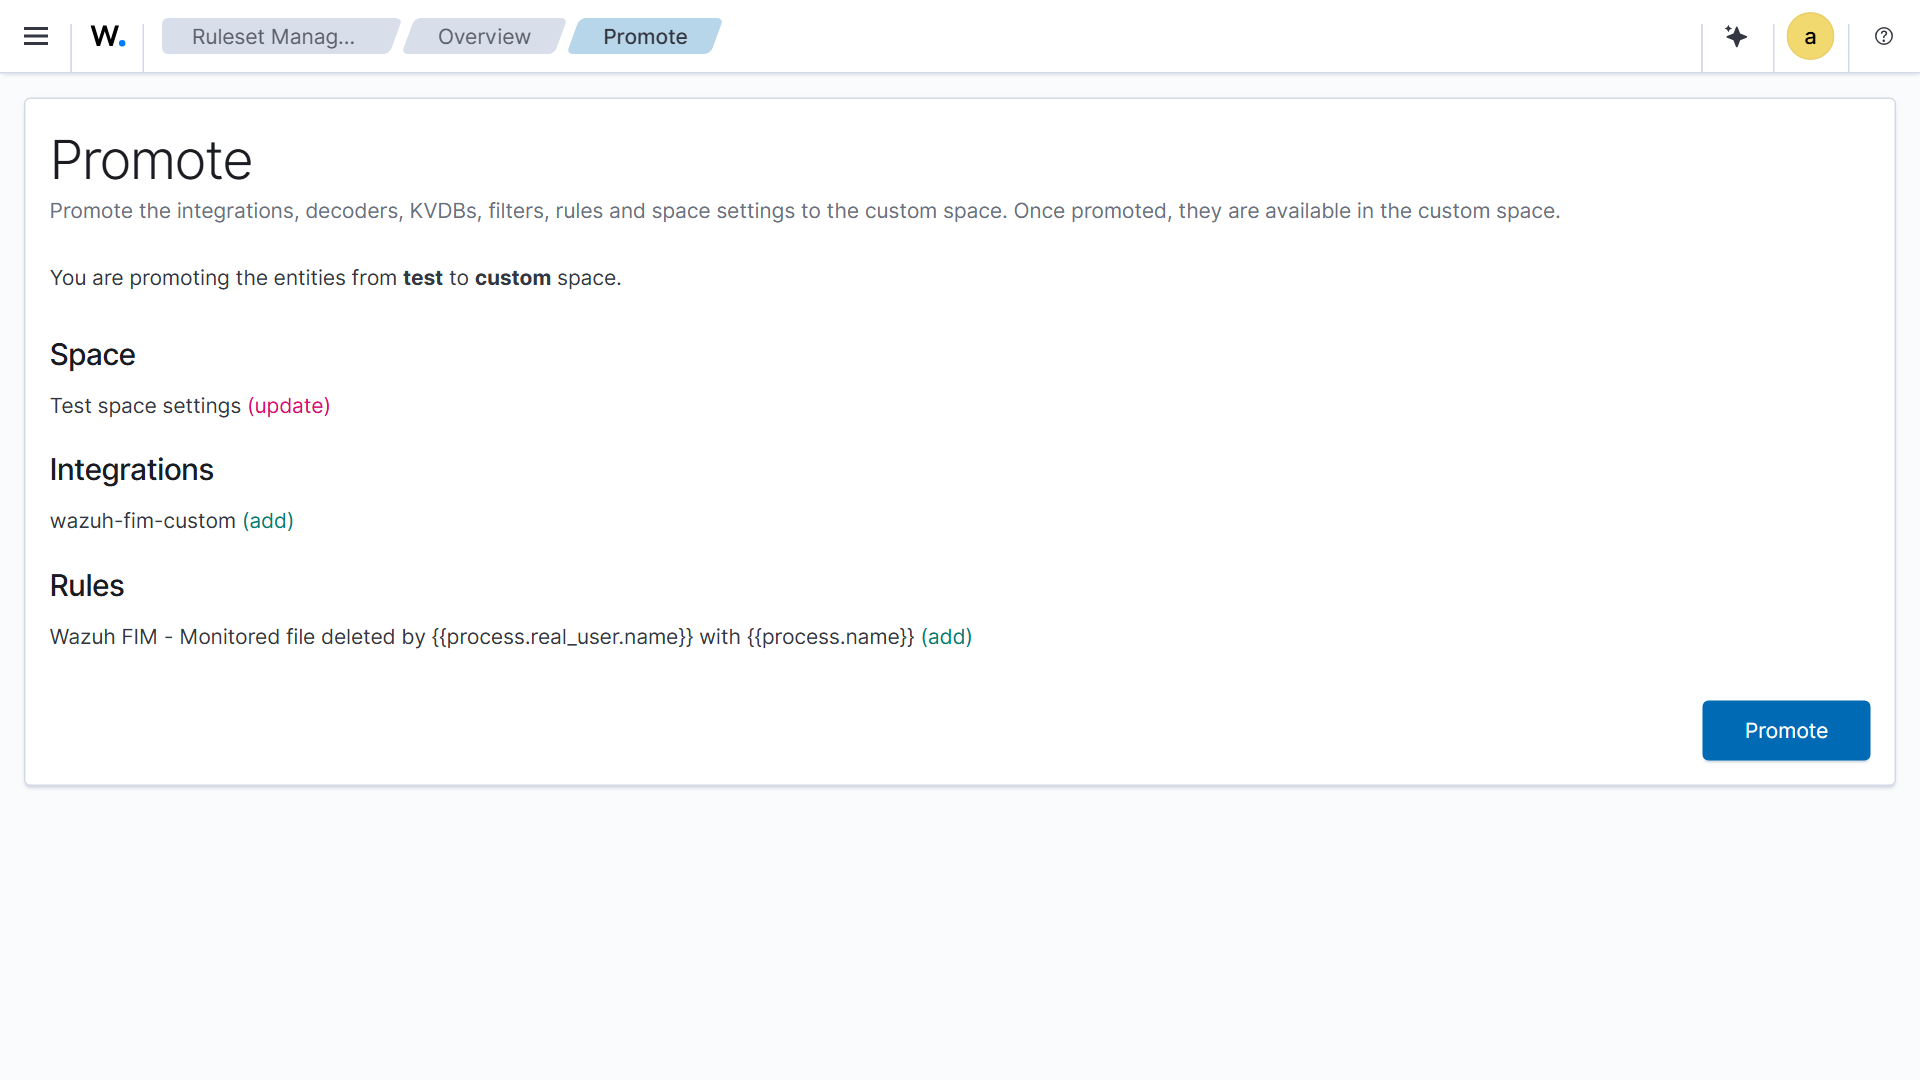 W. Ruleset Manag... Overview Promote a
Promote
Promote the integrations, decoders, KVDBs, filters, rules and space settings to the custom space. Once promoted, they are available in the custom space.
You are promoting the entities from test to custom space.
Space
Test space settings (update)
Integrations
wazuh-fim-custom (add)
Rules
Wazuh FIM - Monitored file deleted by {{process.real_user.name}} with {{process.name}} (add)
Promote